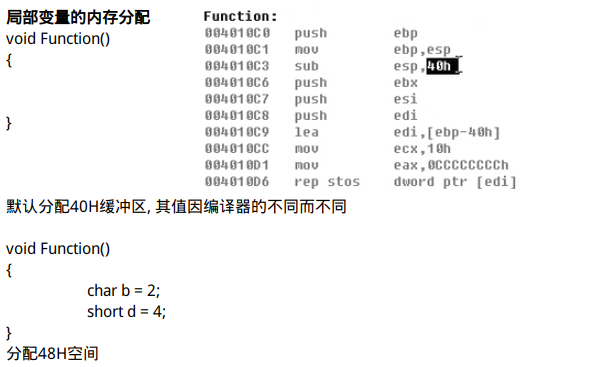 局部变量的内存分配
void Function()
{
}
Function:
004010C0 push ebp
004010C1 mov ebp,esp
004010C3 sub esp,40h
004010C6 push ebx
004010C7 push esi
004010C8 push edi
004010C9 lea edi,[ebp-40h]
004010CC mov ecx,10h
004010D1 mov eax,0CCCCCCCCh
004010D6 rep stos dword ptr [edi]
默认分配40H缓冲区, 其值因编译器的不同而不同
void Function()
{
char b = 2;
short d = 4;
}
分配48H空间